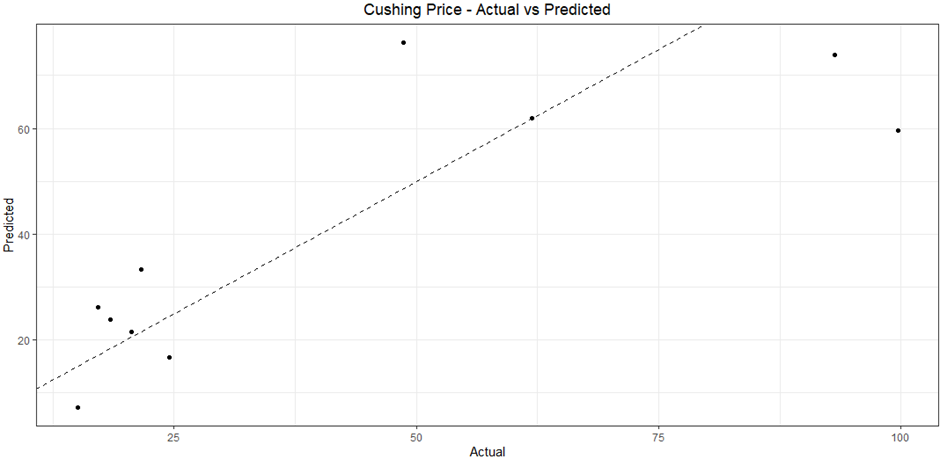 Cushing Price - Actual vs Predicted
Predicted
60
40
20
25 50 75 100
Actual